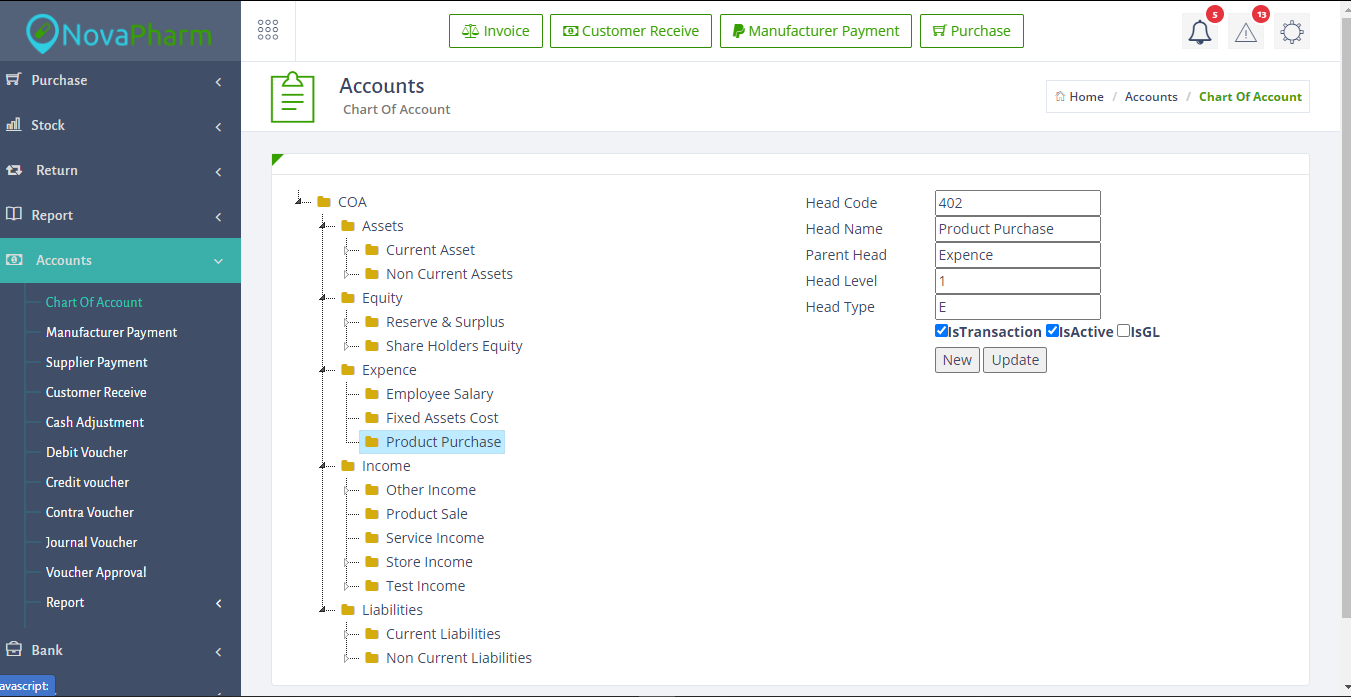 NovaPharm
Invoice
Customer Receive
Manufacturer Payment
Purchase
5
13
Purchase
Stock
Return
Report
Accounts
Chart Of Account
Manufacturer Payment
Supplier Payment
Customer Receive
Cash Adjustment
Debit Voucher
Credit voucher
Contra Voucher
Journal Voucher
Voucher Approval
Report
Bank
avascript:
Accounts
Chart Of Account
Home / Accounts / Chart Of Account
COA
Assets
Current Asset
Non Current Assets
Equity
Reserve & Surplus
Share Holders Equity
Expence
Employee Salary
Fixed Assets Cost
Product Purchase
Income
Other Income
Product Sale
Service Income
Store Income
Test Income
Liabilities
Current Liabilities
Non Current Liabilities
Head Code 402
Head Name Product Purchase
Parent Head Expence
Head Level 1
Head Type E
IsTransaction IsActive IsGL
New Update